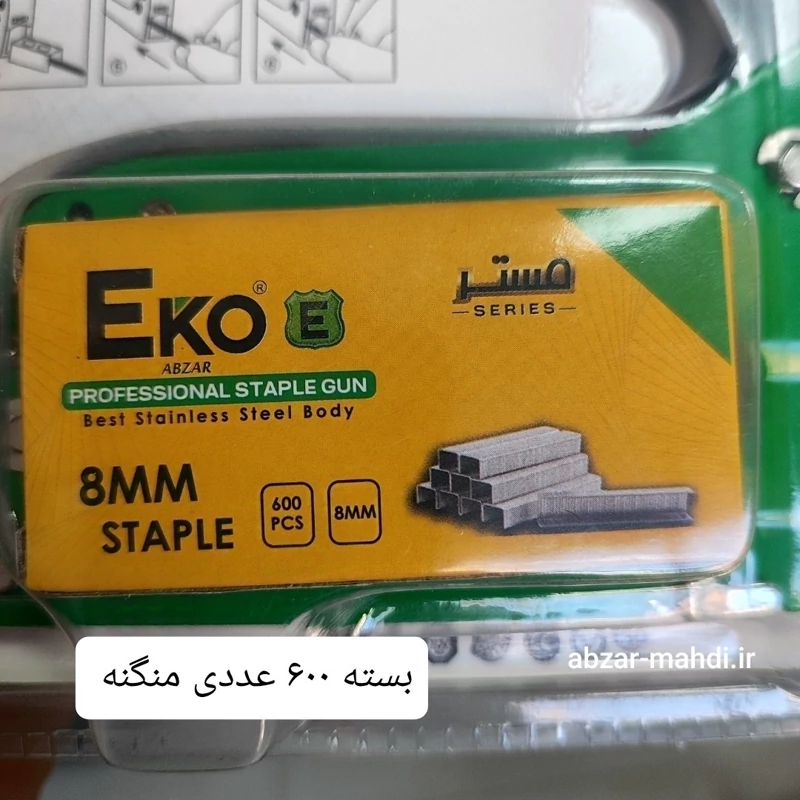 EKO®
E
ABZAR
PROFESSIONAL STAPLE GUN
Best Stainless Steel Body
مستر
SERIES
8MM
STAPLE
600
PCS
8MM
abzar-mahdi.ir
بسته ۶۰۰ عددی منگنه